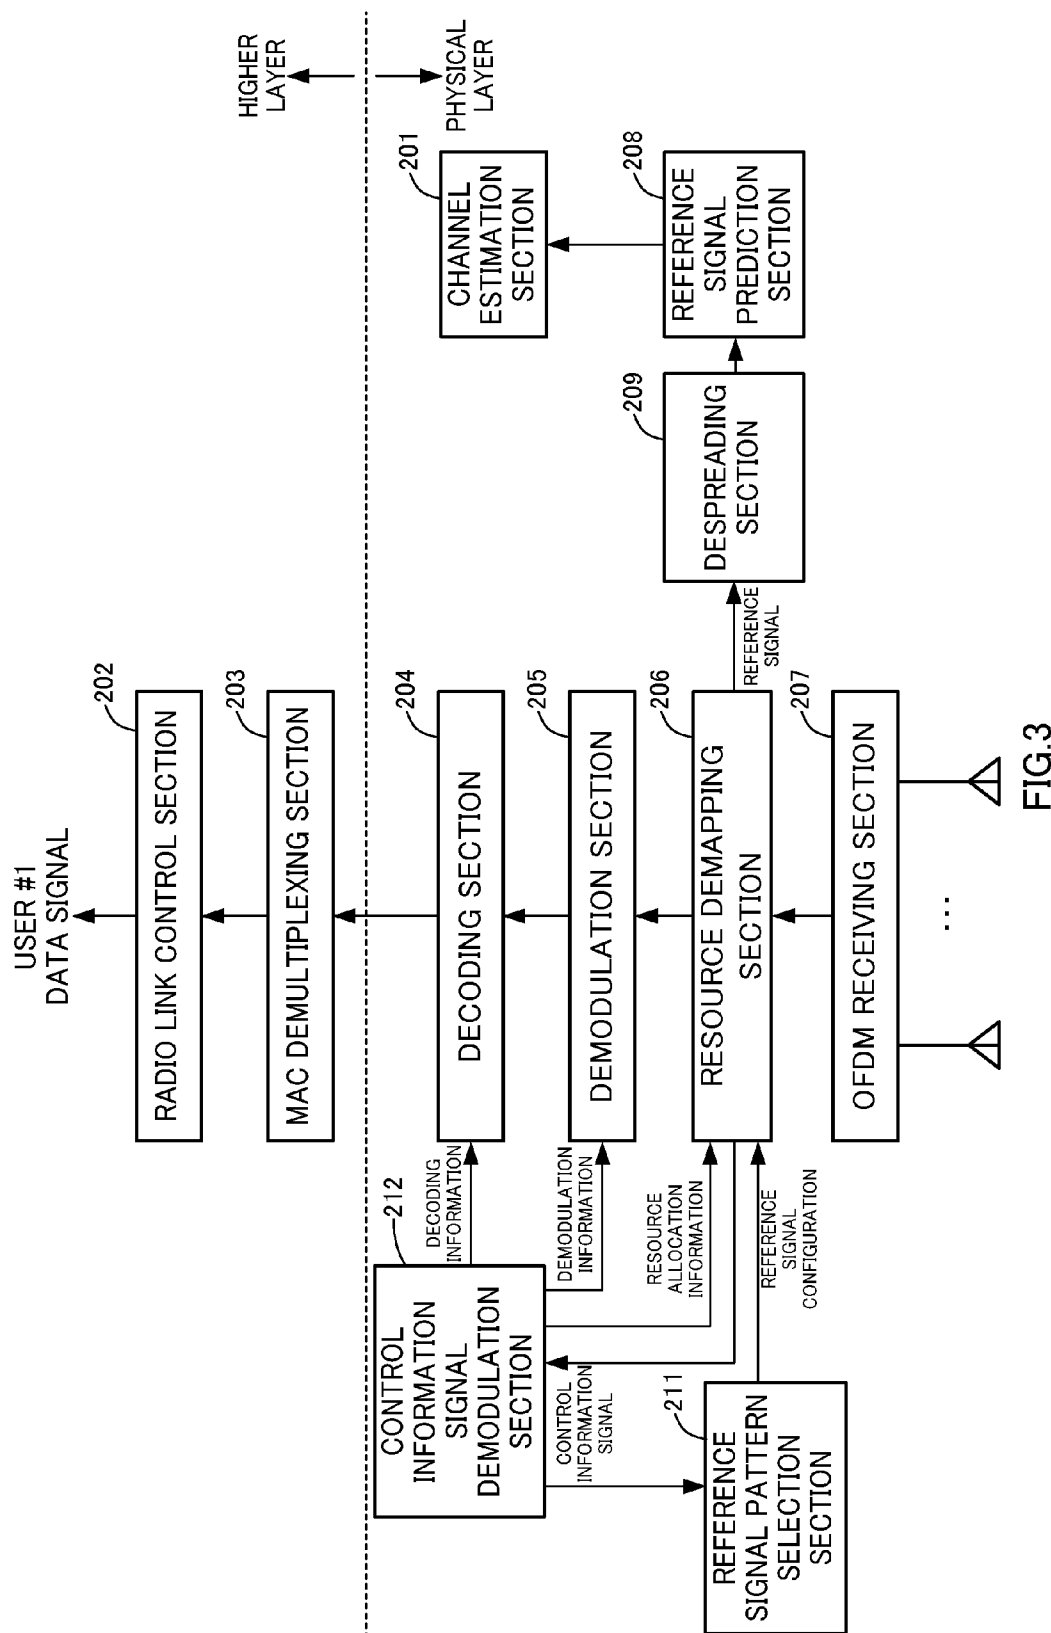 USER #1
DATA SIGNAL
HIGHER
LAYER
PHYSICAL
LAYER
202
RADIO LINK CONTROL SECTION
203
MAC DEMULTIPLEXING SECTION
212
CONTROL
INFORMATION
SIGNAL
DEMODULATION
SECTION
DECODING
INFORMATION
204
DECODING SECTION
201
CHANNEL
ESTIMATION
SECTION
DEMODULATION
INFORMATION
205
DEMODULATION SECTION
CONTROL
INFORMATION
SIGNAL
RESOURCE
ALLOCATION
INFORMATION
206
RESOURCE DEMAPPING
SECTION
REFERENCE
SIGNAL
209
DESPREADING
SECTION
208
REFERENCE
SIGNAL
PREDICTION
SECTION
211
REFERENCE
SIGNAL PATTERN
SELECTION
SECTION
REFERENCE
SIGNAL
CONFIGURATION
207
OFDM RECEIVING SECTION
...
FIG.3